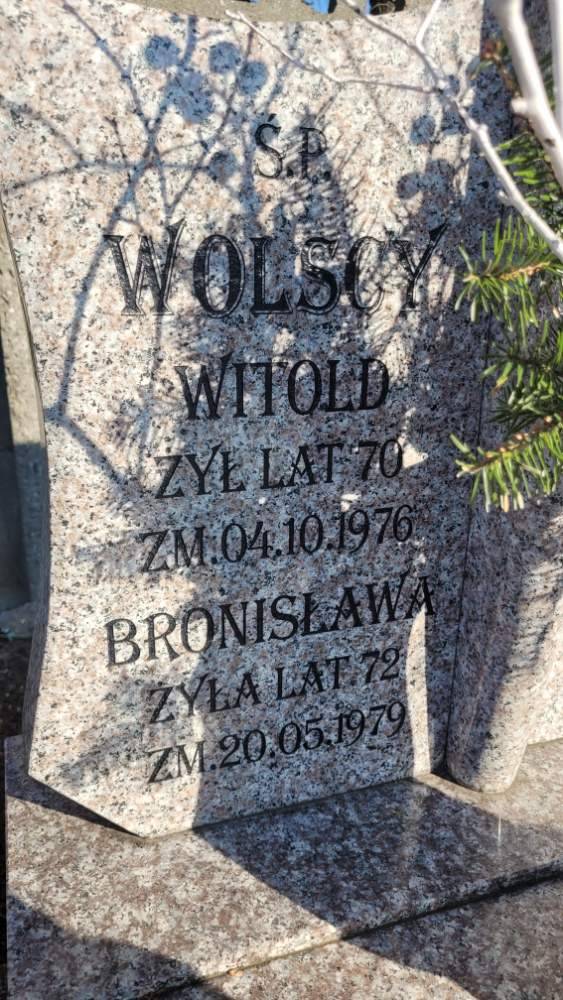 Ś.P.
WOLSCY
WITOLD
ŻYŁ LAT 70
ZM.04.10.1976
BRONISŁAWA
ŻYŁA LAT 72
ZM.20.05.1979